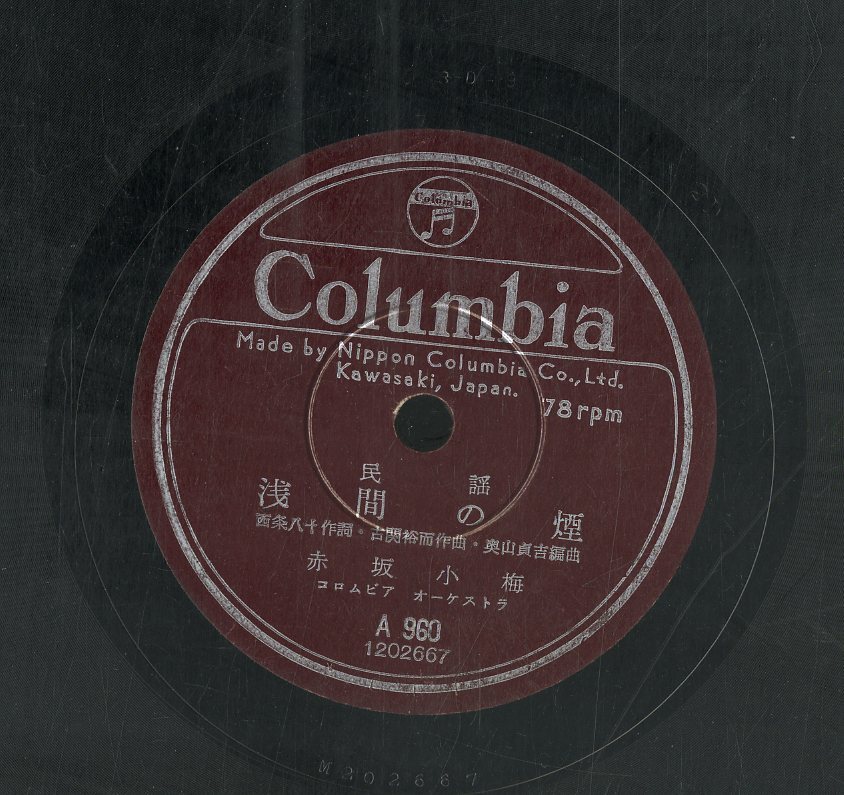 Columbia
Columbia
Made by Nippon Columbia Co., Ltd.
Kawasaki, Japan.
78 rpm
民謡
浅間の煙
西条八十作詞・古関裕而作曲・奥山貞吉編曲
赤坂小梅
コロムビア オーケストラ
A 960
1202667
M202667